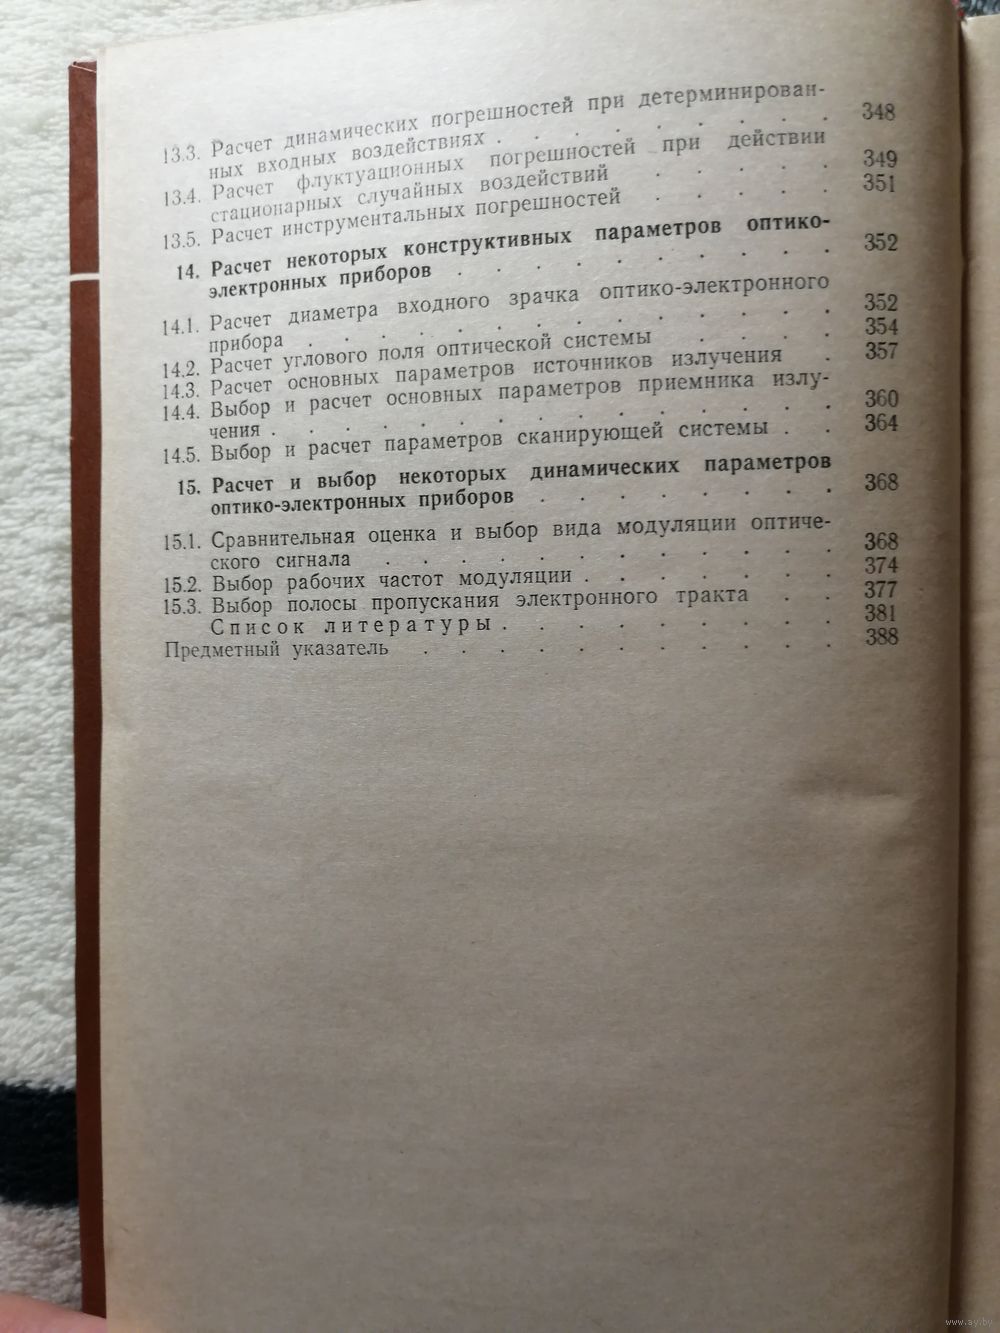 13.3. Расчет динамических погрешностей при детерминирован-
ных входных воздействиях . . . . . . . . . 348
13.4. Расчет флуктуационных погрешностей при действии
стационарных случайных воздействий . . . . . 349
13.5. Расчет инструментальных погрешностей . . . . . 351
14. Расчет некоторых конструктивных параметров оптико-
электронных приборов . . . . . . . . . . 352
14.1. Расчет диаметра входного зрачка оптико-электронного
прибора . . . . . . . . . . . . . . 352
14.2. Расчет углового поля оптической системы . . . . 354
14.3. Расчет основных параметров источников излучения . 357
14.4. Выбор и расчет основных параметров приемника излу-
чения . . . . . . . . . . . . . . 360
14.5. Выбор и расчет параметров сканирующей системы . . 364
15. Расчет и выбор некоторых динамических параметров
оптико-электронных приборов . . . . . . . . 368
15.1. Сравнительная оценка и выбор вида модуляции оптиче-
ского сигнала . . . . . . . . . . . 368
15.2. Выбор рабочих частот модуляции . . . . . . . 374
15.3. Выбор полосы пропускания электронного тракта . . 377
Список литературы . . . . . . . . . 381
Предметный указатель . . . . . . . . . . . 388
www.ay.by